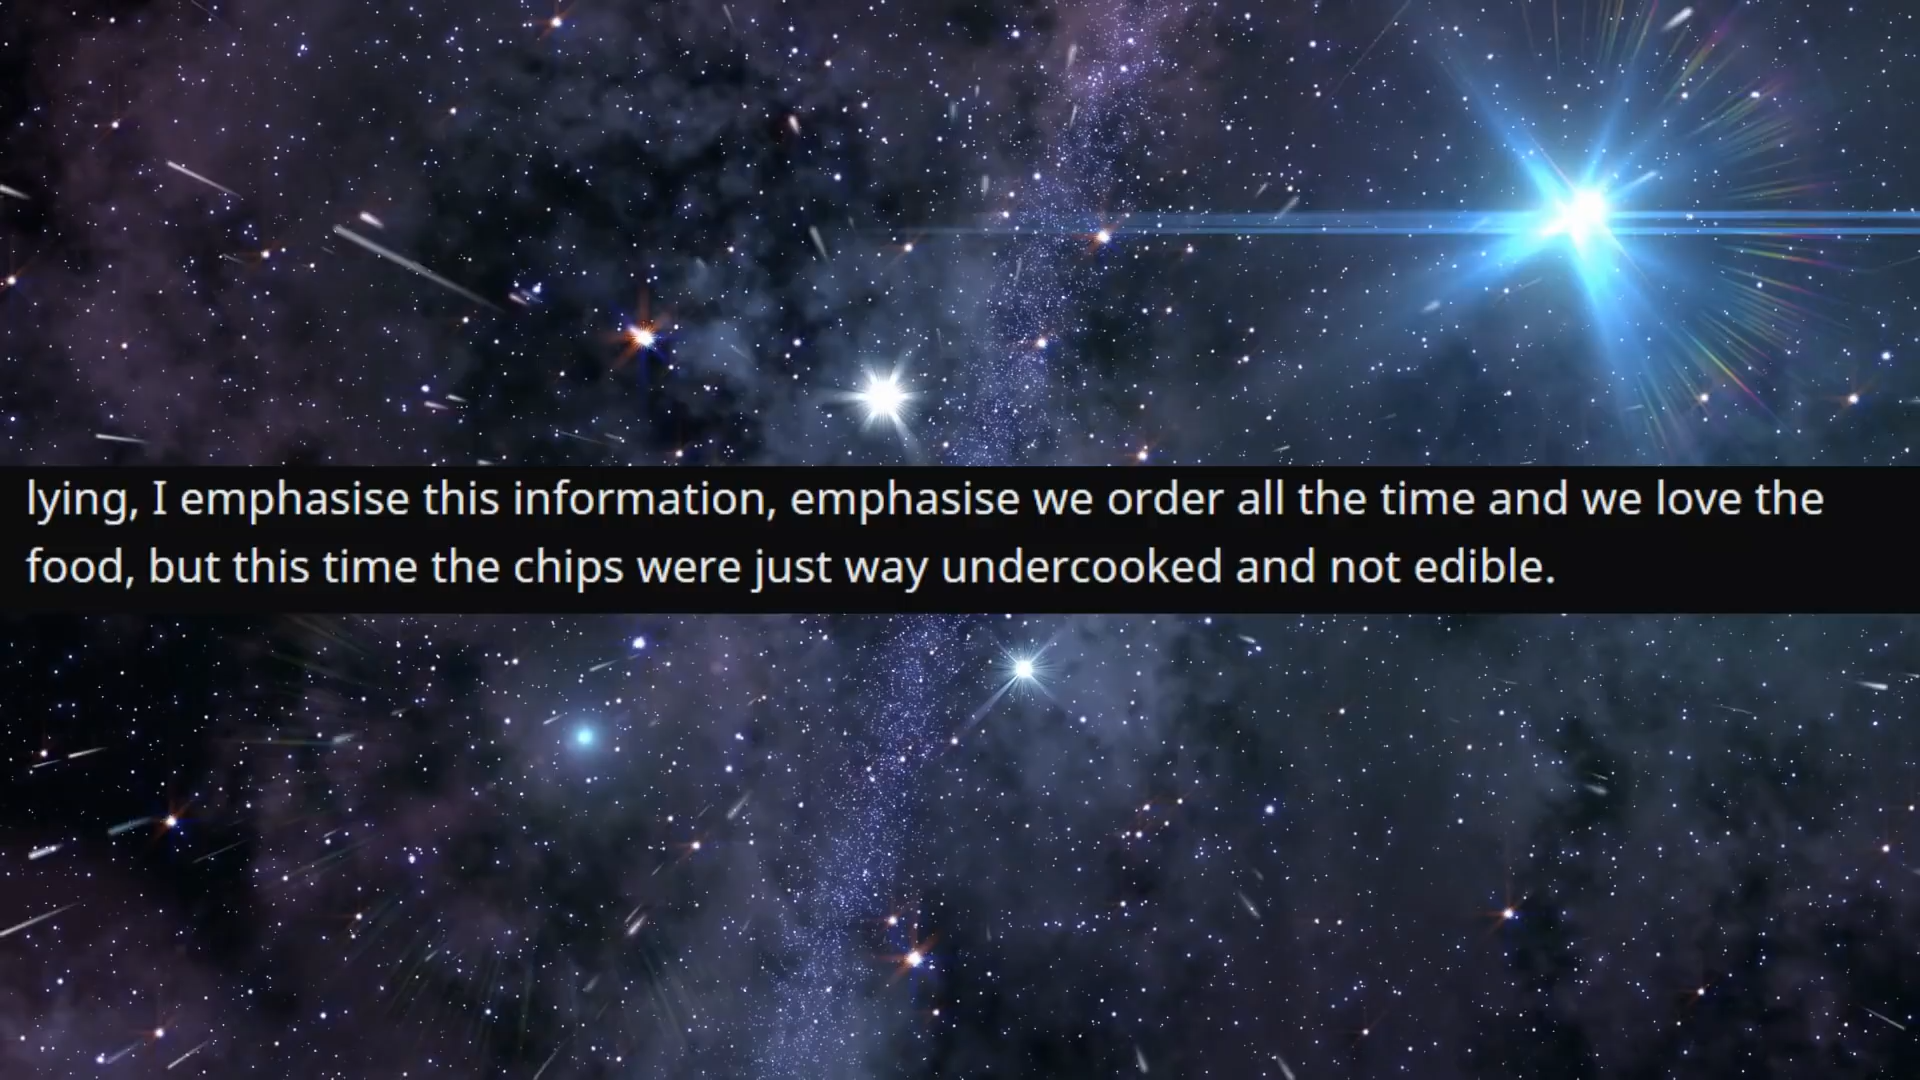 lying, I emphasise this information, emphasise we order all the time and we love the
food, but this time the chips were just way undercooked and not edible.